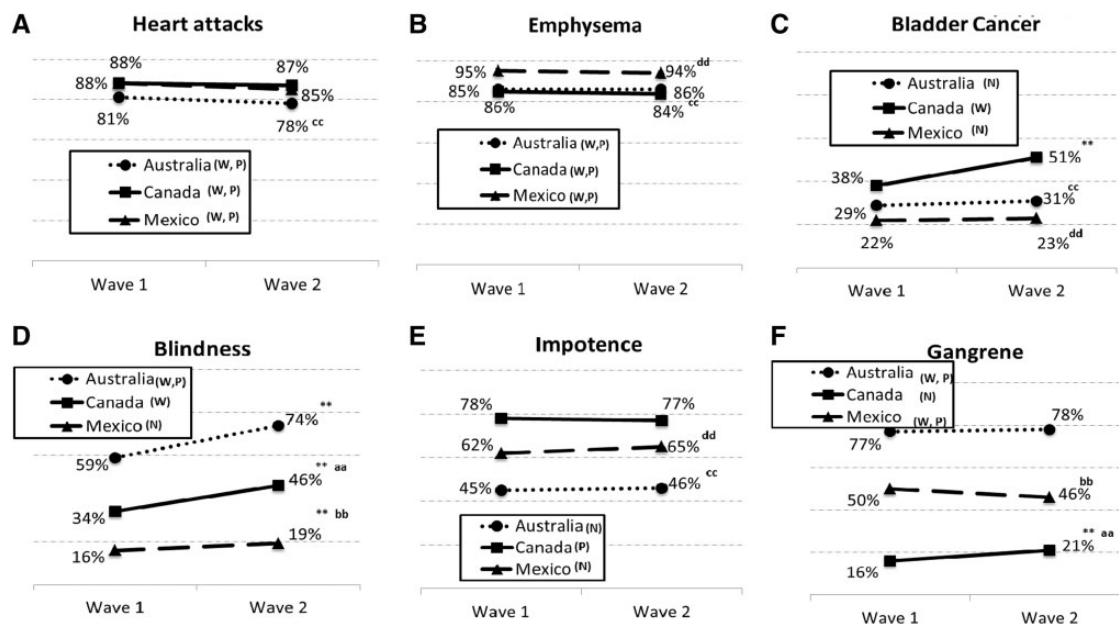 A
Heart attacks
88%
87%
88%
85%
81%
78% cc
Australia (W, P)
Canada (W, P)
Mexico (W, P)
Wave 1
Wave 2
B
Emphysema
95%
94% dd
85%
86%
86%
84% cc
Australia (W,P)
Canada (W,P)
Mexico (W,P)
Wave 1
Wave 2
C
Bladder Cancer
Australia (N)
Canada (W)
Mexico (N)
51% **
38%
31% cc
29%
22%
23% dd
Wave 1
Wave 2
D
Blindness
Australia (W,P)
Canada (W)
Mexico (N)
74% **
59%
46% ** aa
34%
19% ** bb
16%
Wave 1
Wave 2
E
Impotence
78%
77%
62%
65% dd
45%
46% cc
Australia (N)
Canada (P)
Mexico (N)
Wave 1
Wave 2
F
Gangrene
Australia (W, P)
Canada (N)
Mexico (W, P)
78%
77%
50%
46% bb
21% ** aa
16%
Wave 1
Wave 2